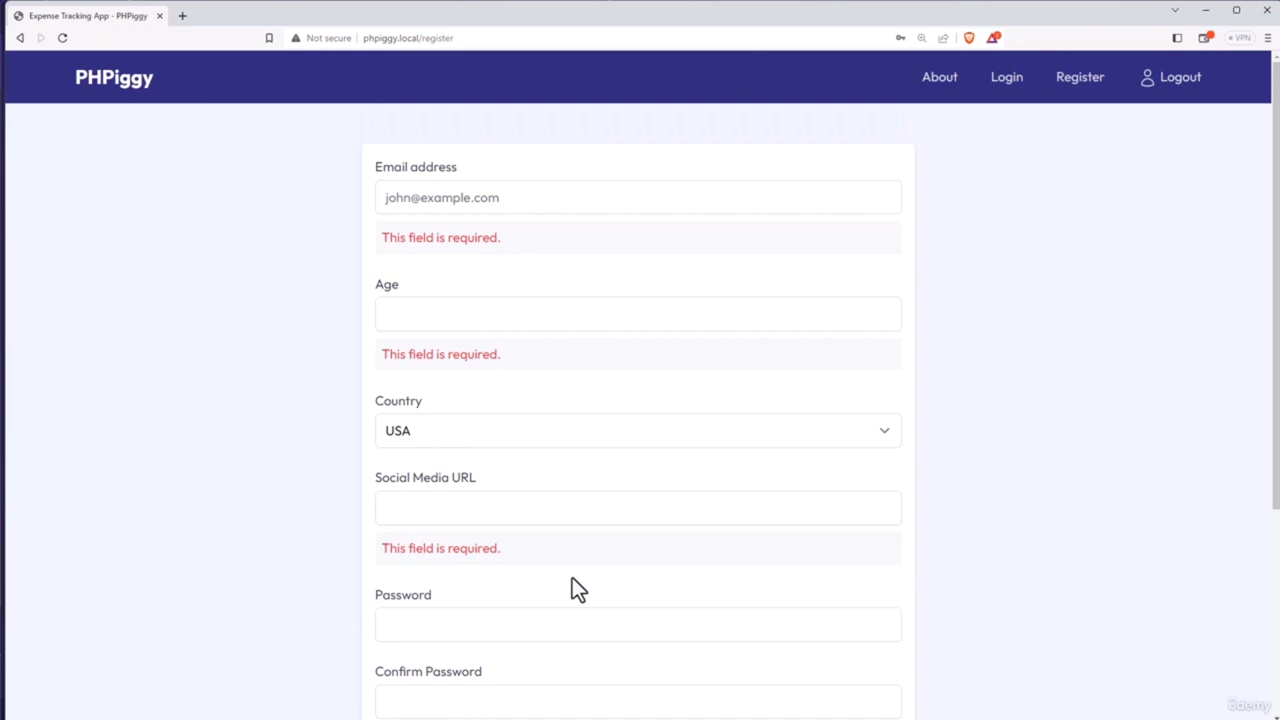 Expense Tracking App - PHPiggy
Not secure
phpiggy.local/register
VPN
PHPiggy
About
Login
Register
Logout
Email address
john@example.com
This field is required.
Age
This field is required.
Country
USA
Social Media URL
This field is required.
Password
Confirm Password
ûdemy